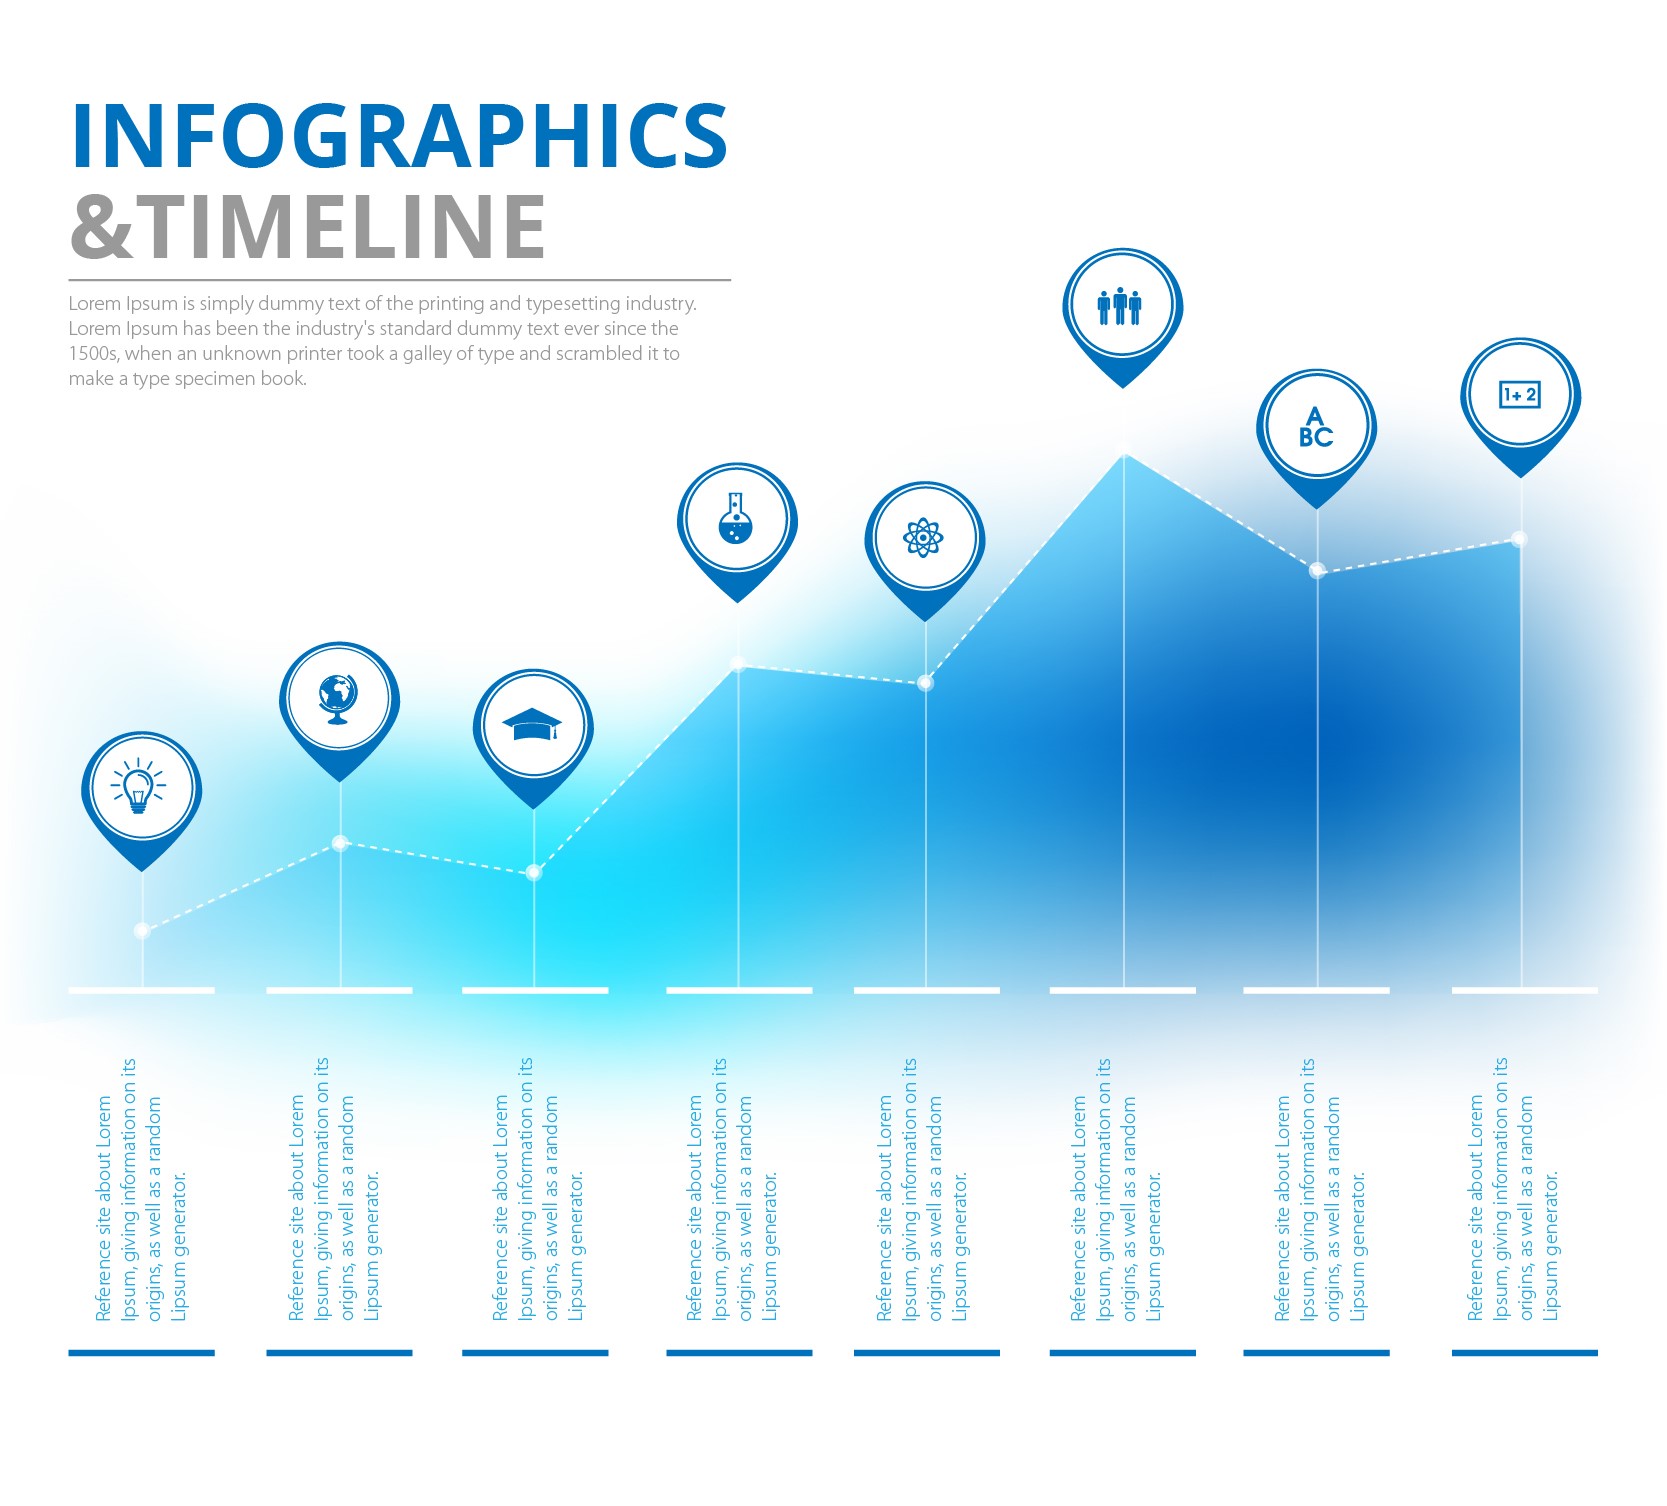 INFOGRAPHICS
&TIMELINE
Lorem Ipsum is simply dummy text of the printing and typesetting industry.
Lorem Ipsum has been the industry's standard dummy text ever since the
1500s, when an unknown printer took a galley of type and scrambled it to
make a type specimen book.
A
BC
1+ 2
Reference site about Lorem
Ipsum, giving information on its
origins, as well as a random
Lipsum generator.
Reference site about Lorem
Ipsum, giving information on its
origins, as well as a random
Lipsum generator.
Reference site about Lorem
Ipsum, giving information on its
origins, as well as a random
Lipsum generator.
Reference site about Lorem
Ipsum, giving information on its
origins, as well as a random
Lipsum generator.
Reference site about Lorem
Ipsum, giving information on its
origins, as well as a random
Lipsum generator.
Reference site about Lorem
Ipsum, giving information on its
origins, as well as a random
Lipsum generator.
Reference site about Lorem
Ipsum, giving information on its
origins, as well as a random
Lipsum generator.
Reference site about Lorem
Ipsum, giving information on its
origins, as well as a random
Lipsum generator.